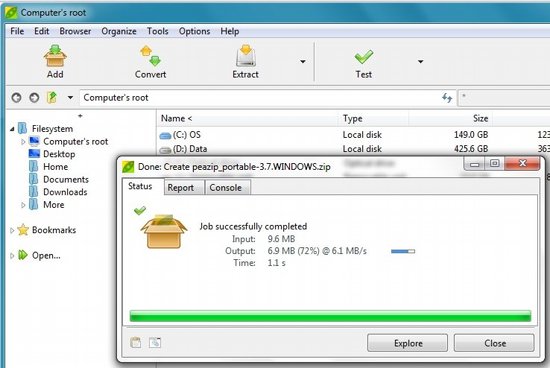 Computer's root
File Edit Browser Organize Tools Options Help
Add Convert Extract Test
Computer's root *
Filesystem
Computer's root
Desktop
Home
Documents
Downloads
More
Bookmarks
Open...
Name < Type Size
(C:) OS Local disk 149.0 GB 123
(D:) Data Local disk 425.6 GB 363
Done: Create peazip_portable-3.7.WINDOWS.zip
Status Report Console
Job successfully completed
Input: 9.6 MB
Output: 6.9 MB (72%) @ 6.1 MB/s
Time: 1.1 s
Explore Close